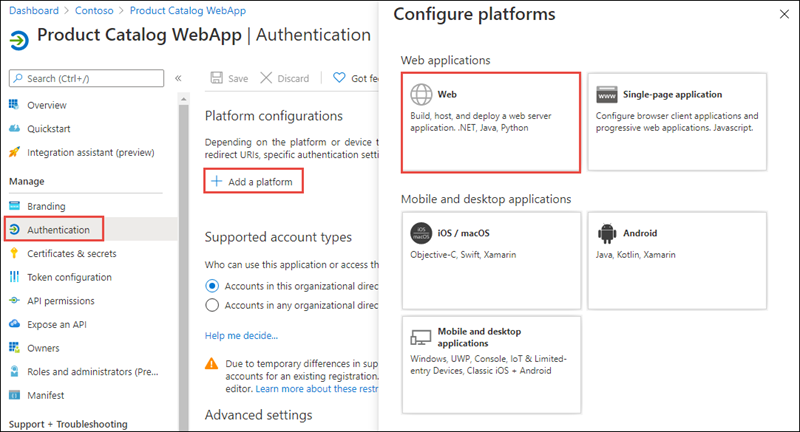 Dashboard > Contoso > Product Catalog WebApp
Product Catalog WebApp | Authentication
Search (Ctrl+/)
«
Overview
Quickstart
Integration assistant (preview)
Manage
Branding
Authentication
Certificates & secrets
Token configuration
API permissions
Expose an API
Owners
Roles and administrators (Pre...
Manifest
Support + Troubleshooting
Save
Discard
Got fee
Platform configurations
Depending on the platform or device t
redirect URIs, specific authentication setti
+ Add a platform
Supported account types
Who can use this application or access th
Accounts in this organizational direc
Accounts in any organizational direc
Help me decide...
Due to temporary differences in sup
accounts for an existing registration.
editor. Learn more about these restr
Advanced settings
Configure platforms
Web applications
Web
Build, host, and deploy a web server
application. .NET, Java, Python
Single-page application
Configure browser client applications and
progressive web applications. Javascript.
Mobile and desktop applications
iOS / macOS
Objective-C, Swift, Xamarin
Android
Java, Kotlin, Xamarin
Mobile and desktop
applications
Windows, UWP, Console, IoT & Limited-
entry Devices, Classic iOS + Android